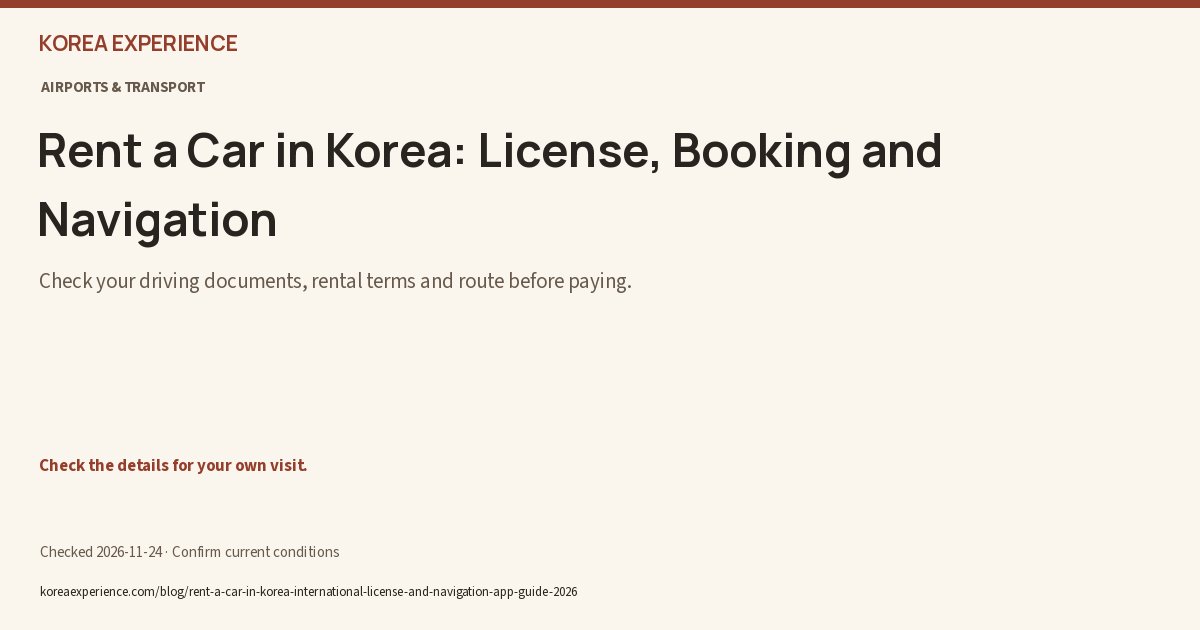 KOREA EXPERIENCE
AIRPORTS & TRANSPORT
Rent a Car in Korea: License, Booking and
Navigation
Check your driving documents, rental terms and route before paying.
Check the details for your own visit.
Checked 2026-11-24 · Confirm current conditions
koreaexperience.com/blog/rent-a-car-in-korea-international-license-and-navigation-app-guide-2026